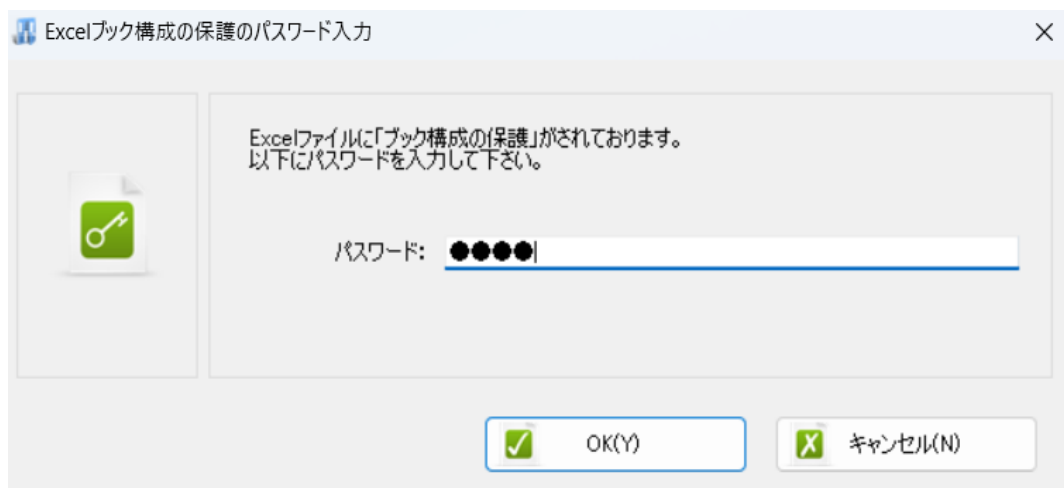 Excelブック構成の保護のパスワード入力
Excelファイルに「ブック構成の保護」がされております。
以下にパスワードを入力して下さい。
パスワード: ●●●●
OK(Y)
キャンセル(N)